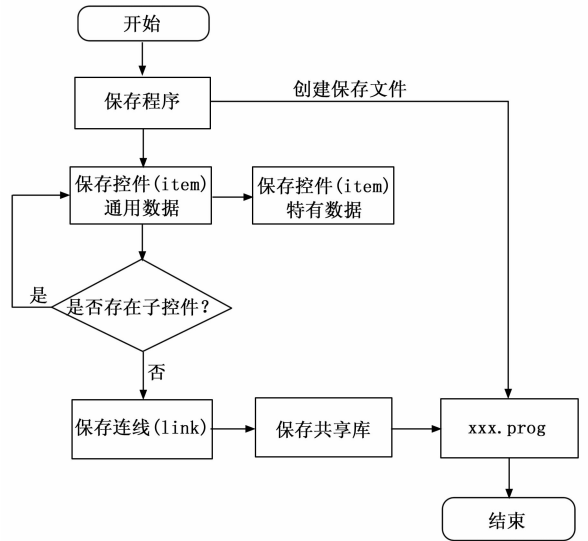 开始
创建保存文件
保存程序
保存控件(item)
通用数据
保存控件(item)
特有数据
是
是否存在子控件?
否
保存连线(link)
保存共享库
xxx.prog
结束